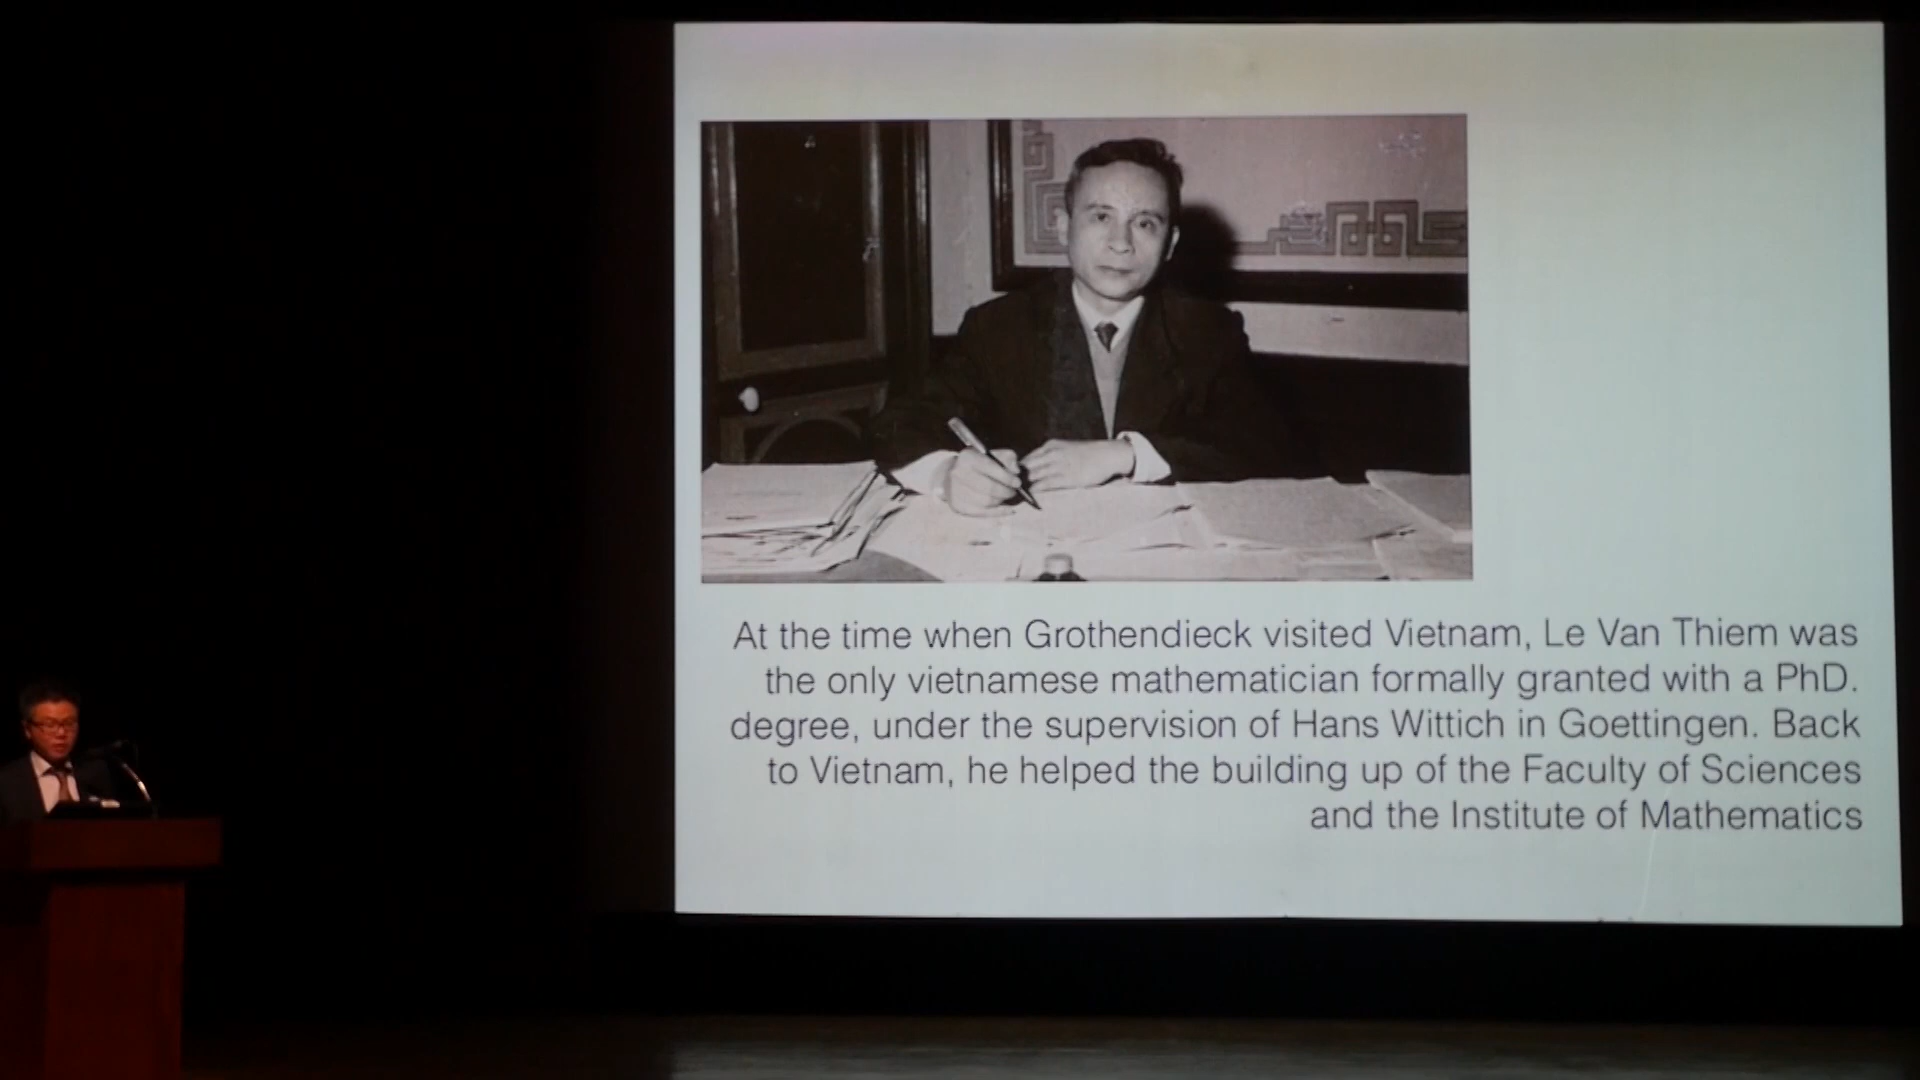 At the time when Grothendieck visited Vietnam, Le Van Thiem was
the only vietnamese mathematician formally granted with a PhD.
degree, under the supervision of Hans Wittich in Goettingen. Back
to Vietnam, he helped the building up of the Faculty of Sciences
and the Institute of Mathematics